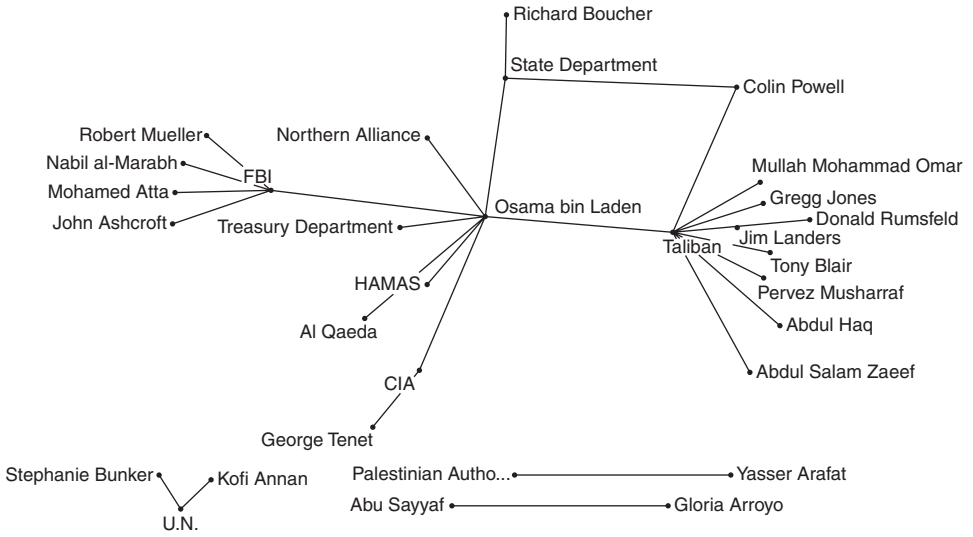 Richard Boucher
State Department
Colin Powell
Robert Mueller
Northern Alliance
Nabil al-Marabh
FBI
Mullah Mohammad Omar
Mohamed Atta
Gregg Jones
Osama bin Laden
Donald Rumsfeld
John Ashcroft
Treasury Department
Jim Landers
Taliban
Tony Blair
HAMAS
Pervez Musharraf
Al Qaeda
Abdul Haq
CIA
Abdul Salam Zaeef
George Tenet
Stephanie Bunker
Kofi Annan
Palestinian Autho...
Yasser Arafat
Abu Sayyaf
Gloria Arroyo
U.N.